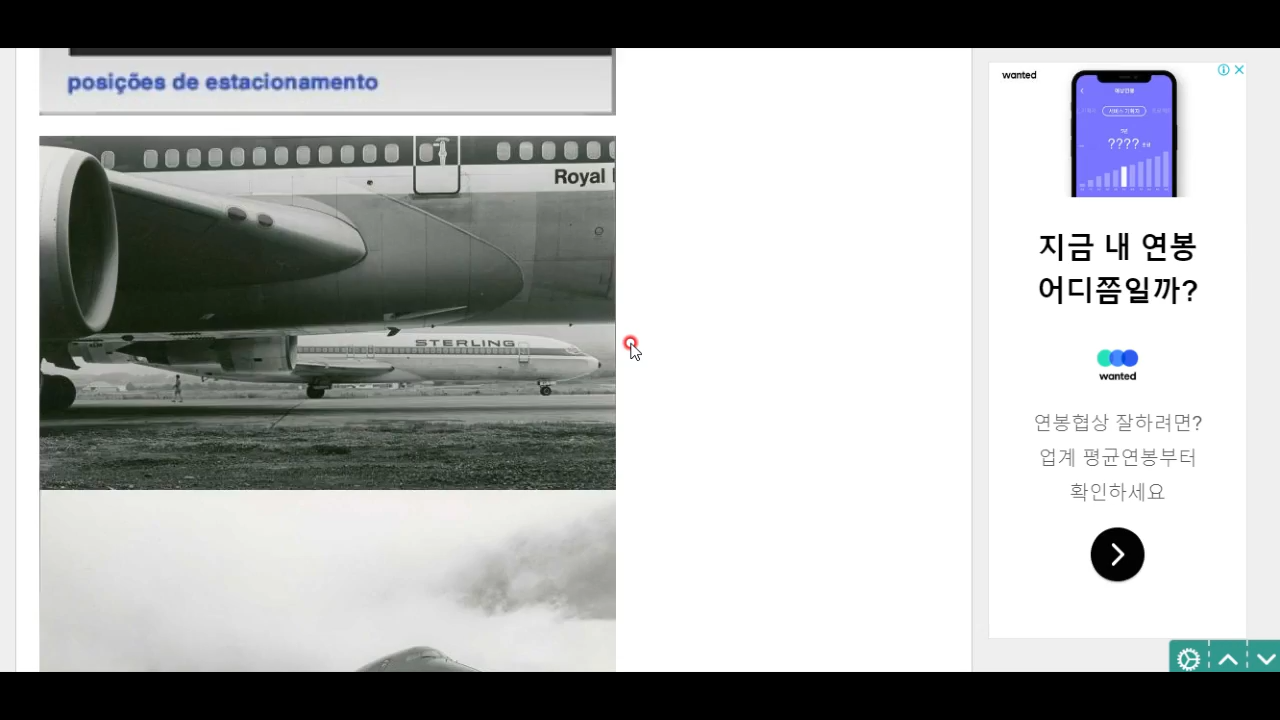 posições de estacionamento
Royal
STERLING
wanted
????
지금 내 연봉
어디쯤일까?
wanted
연봉협상 잘하려면?
업계 평균연봉부터
확인하세요